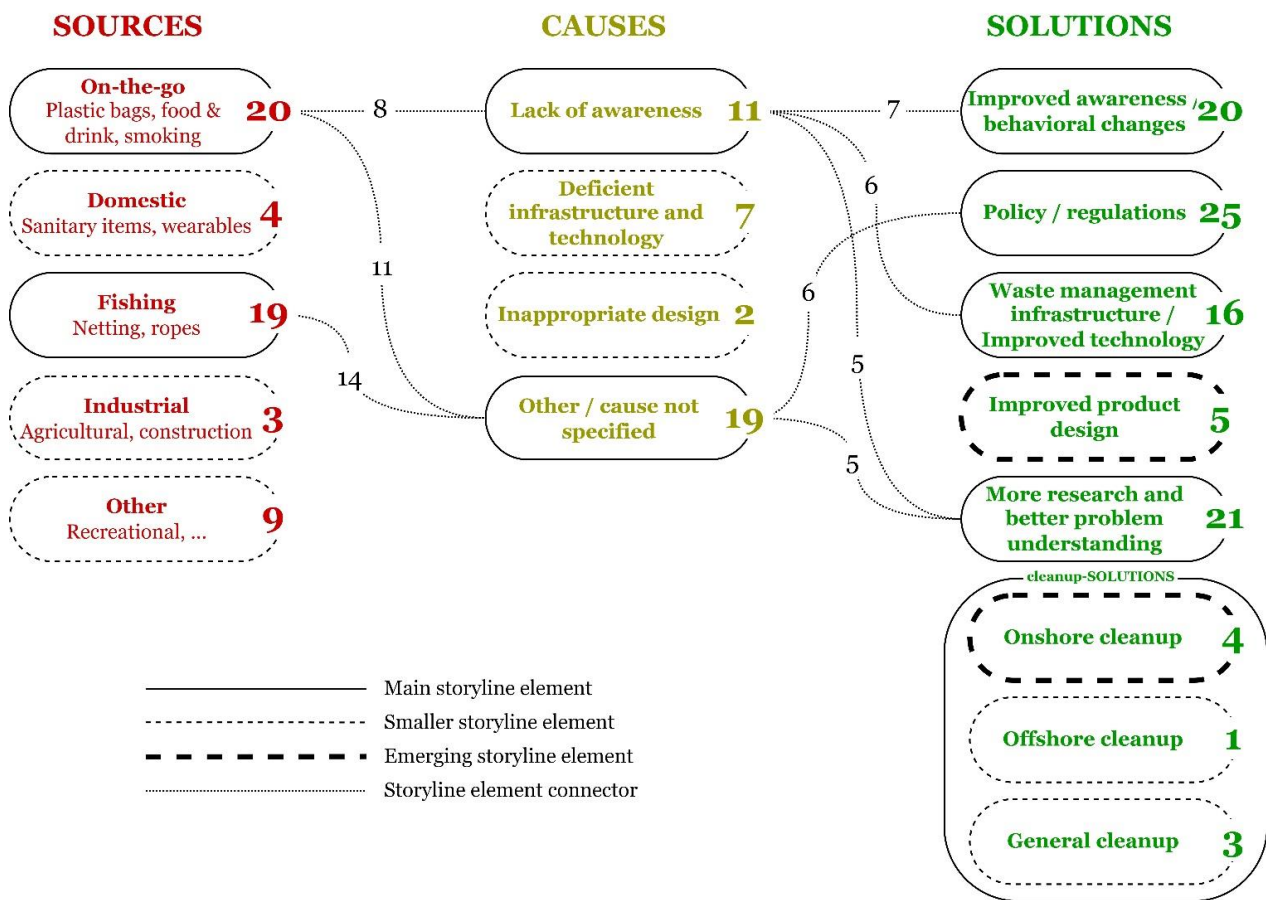 SOURCES
On-the-go
Plastic bags, food &
drink, smoking
20
Domestic
Sanitary items, wearables
4
Fishing
Netting, ropes
19
Industrial
Agricultural, construction
3
Other
Recreational, ...
9
8
11
14
CAUSES
Lack of awareness
11
Deficient
infrastructure and
technology
7
Inappropriate design
2
Other / cause not
specified
19
7
6
6
5
5
SOLUTIONS
Improved awareness /
behavioral changes
20
Policy / regulations
25
Waste management
infrastructure /
Improved technology
16
Improved product
design
5
More research and
better problem
understanding
21
cleanup-SOLUTIONS
Onshore cleanup
4
Offshore cleanup
1
General cleanup
3
Main storyline element
Smaller storyline element
Emerging storyline element
Storyline element connector